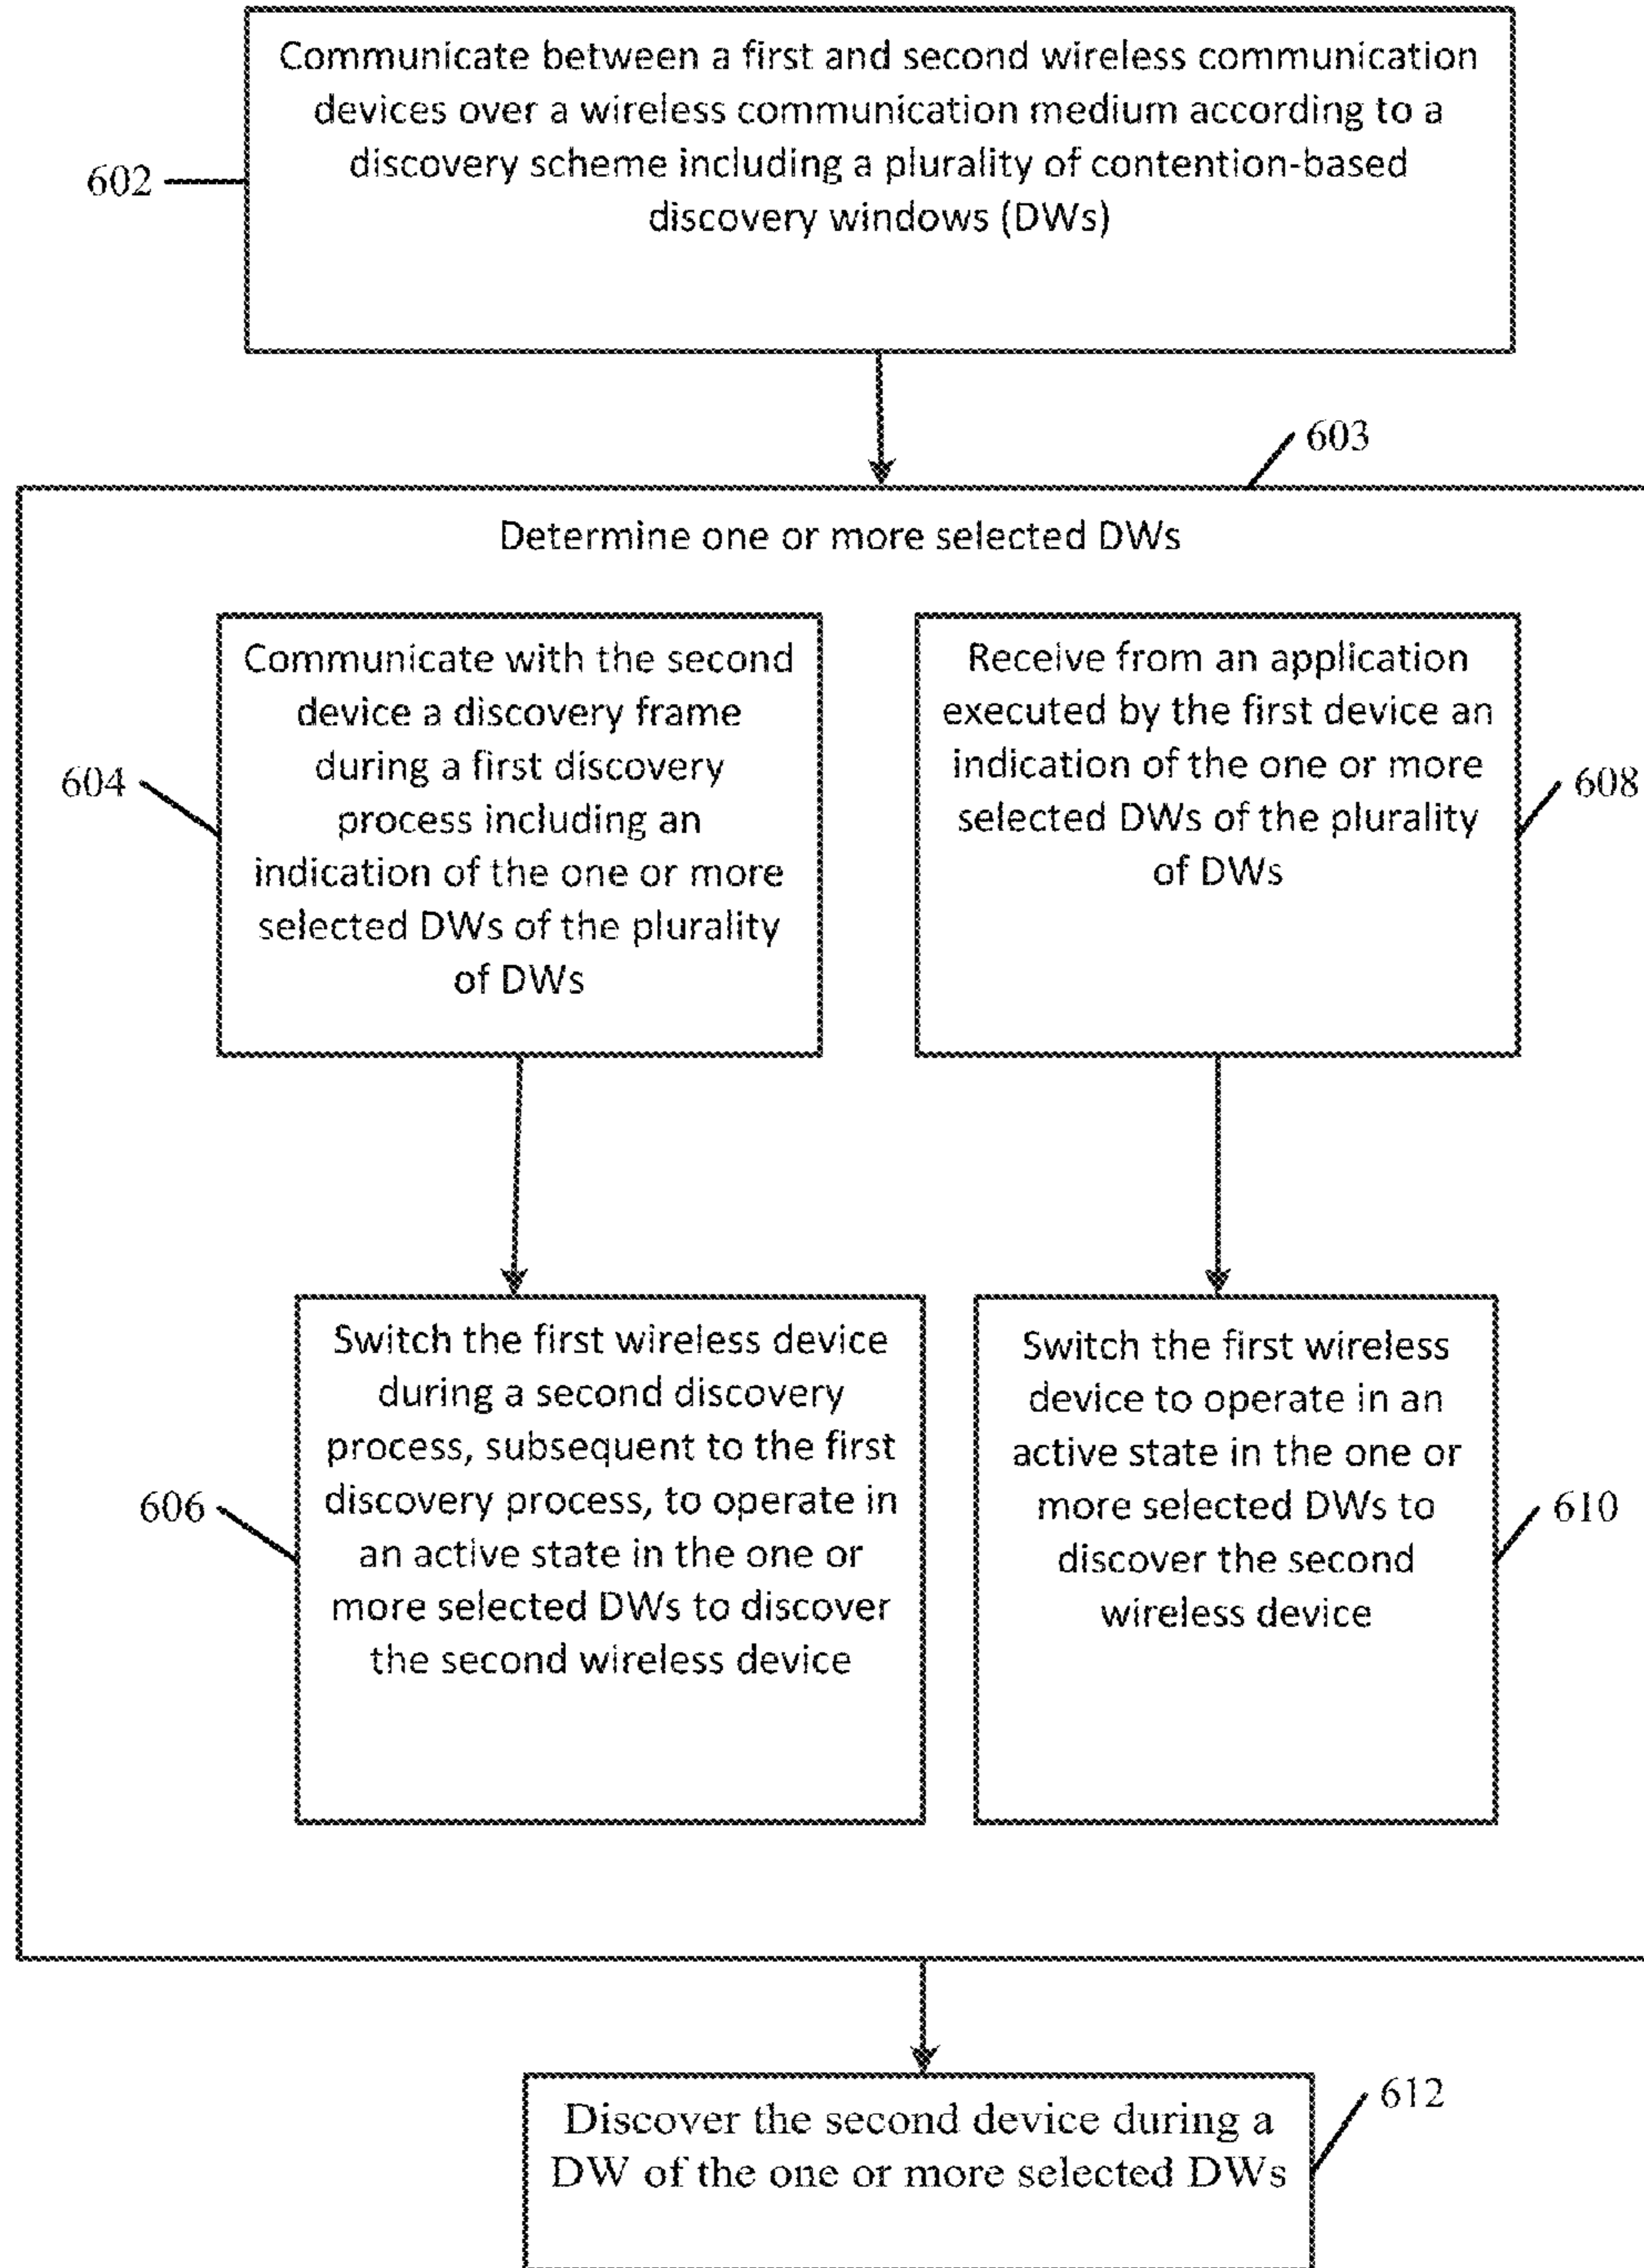 Communicate between a first and second wireless communication
devices over a wireless communication medium according to a
discovery scheme including a plurality of contention-based
discovery windows (DWs)
602
603
Determine one or more selected DWs
Communicate with the second
device a discovery frame
during a first discovery
process including an
indication of the one or more
selected DWs of the plurality
of DWs
604
Receive from an application
executed by the first device an
indication of the one or more
selected DWs of the plurality
of DWs
608
Switch the first wireless device
during a second discovery
process, subsequent to the first
discovery process, to operate in
an active state in the one or
more selected DWs to discover
the second wireless device
606
Switch the first wireless
device to operate in an
active state in the one or
more selected DWs to
discover the second
wireless device
610
612
Discover the second device during a
DW of the one or more selected DWs